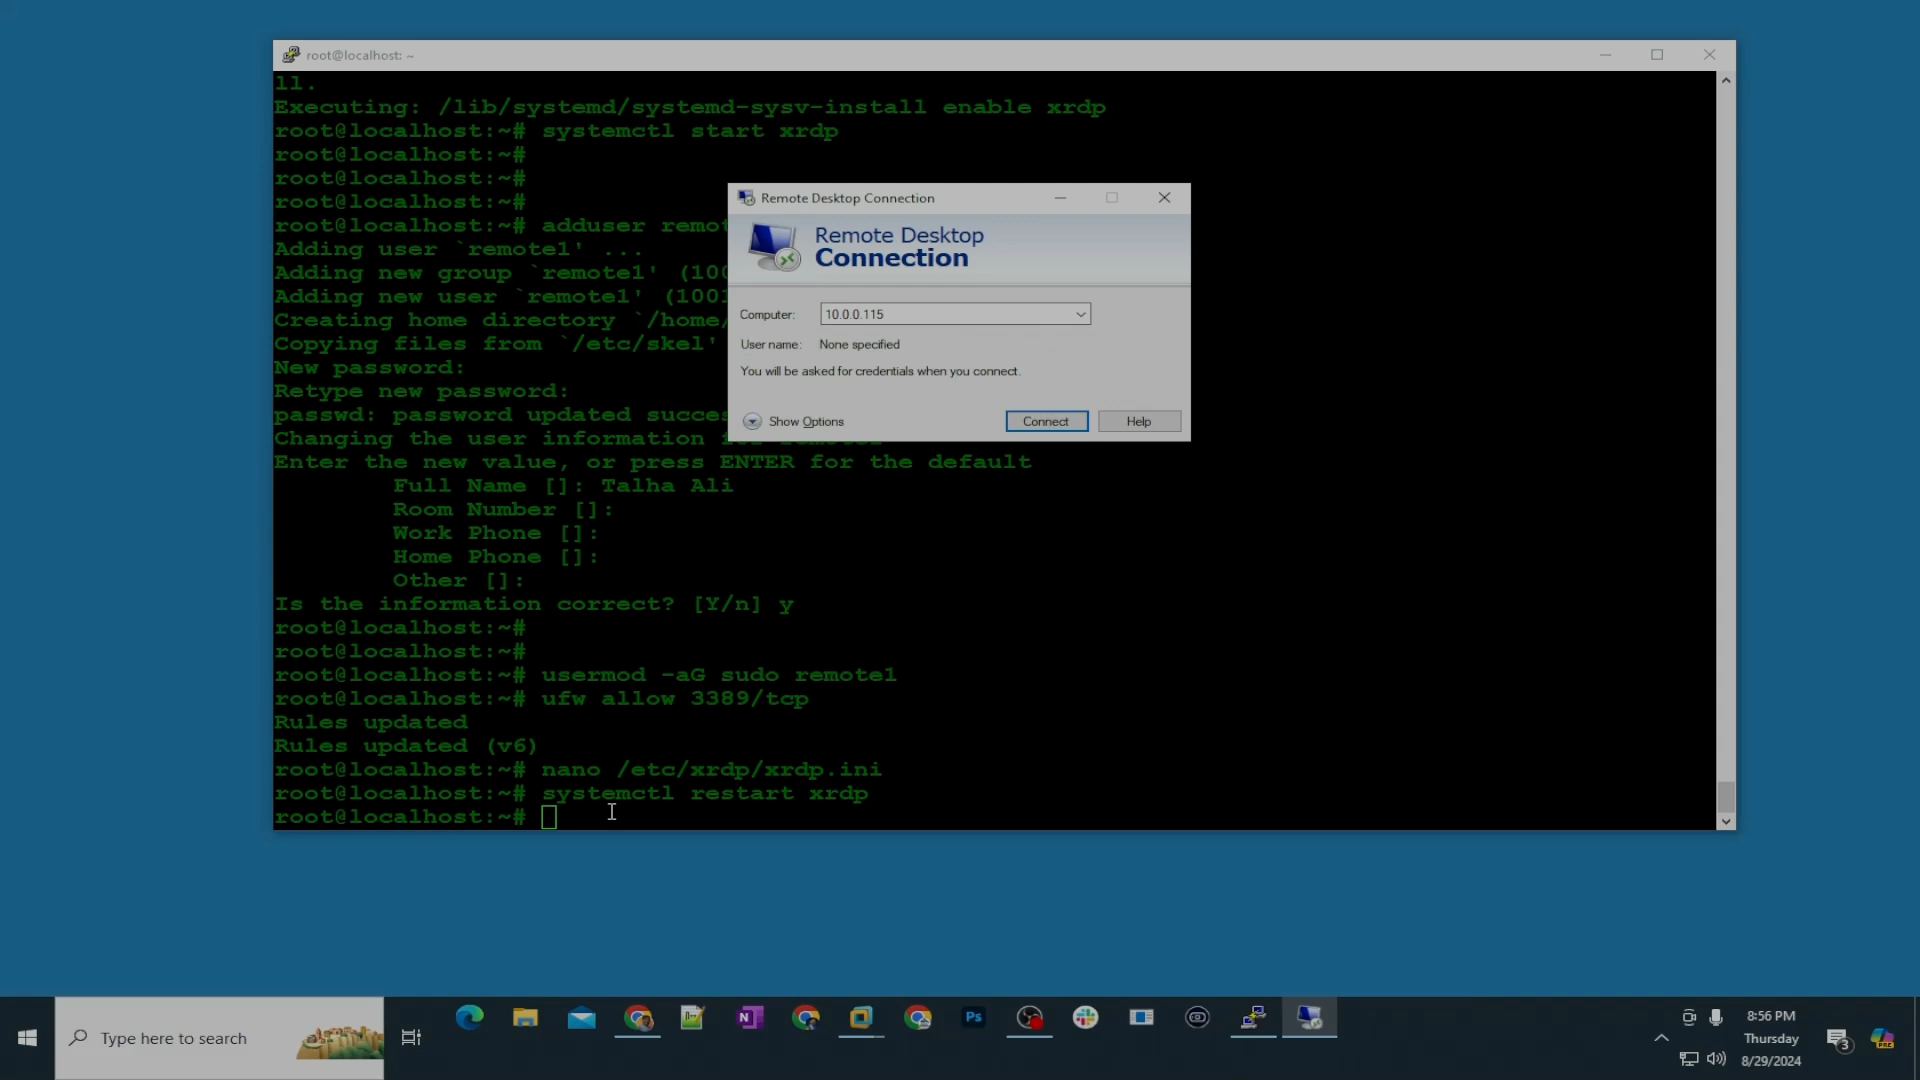 root@localhost: ~
ll.
Executing: /lib/systemd/systemd-sysv-install enable xrdp
root@localhost:~# systemctl start xrdp
root@localhost:~#
root@localhost:~#
root@localhost:~#
root@localhost:~# adduser remot
Adding user `remote1' ...
Adding new group `remote1' (100
Adding new user `remote1' (1001
Creating home directory `/home/
Copying files from `/etc/skel'
New password:
Retype new password:
passwd: password updated succes
Changing the user information for remote1
Enter the new value, or press ENTER for the default
Full Name []: Talha Ali
Room Number []:
Work Phone []:
Home Phone []:
Other []:
Is the information correct? [Y/n] y
root@localhost:~#
root@localhost:~#
root@localhost:~# usermod -aG sudo remote1
root@localhost:~# ufw allow 3389/tcp
Rules updated
Rules updated (v6)
root@localhost:~# nano /etc/xrdp/xrdp.ini
root@localhost:~# systemctl restart xrdp
root@localhost:~#
Remote Desktop Connection
Remote Desktop
Connection
Computer: 10.0.0.115
User name: None specified
You will be asked for credentials when you connect.
Show Options
Connect
Help
Type here to search
N
Ps
8:56 PM
Thursday
8/29/2024
3
PRE